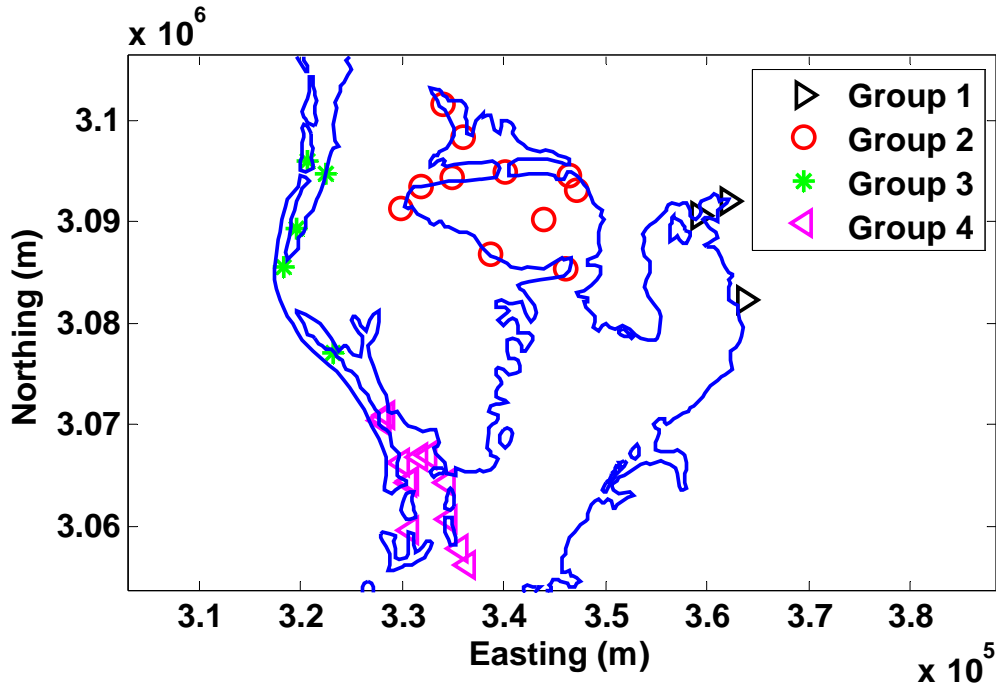 x 10^6
Northing (m)
3.1
3.09
3.08
3.07
3.06
Group 1
Group 2
Group 3
Group 4
3.1 3.2 3.3 3.4 3.5 3.6 3.7 3.8
Easting (m)
x 10^5